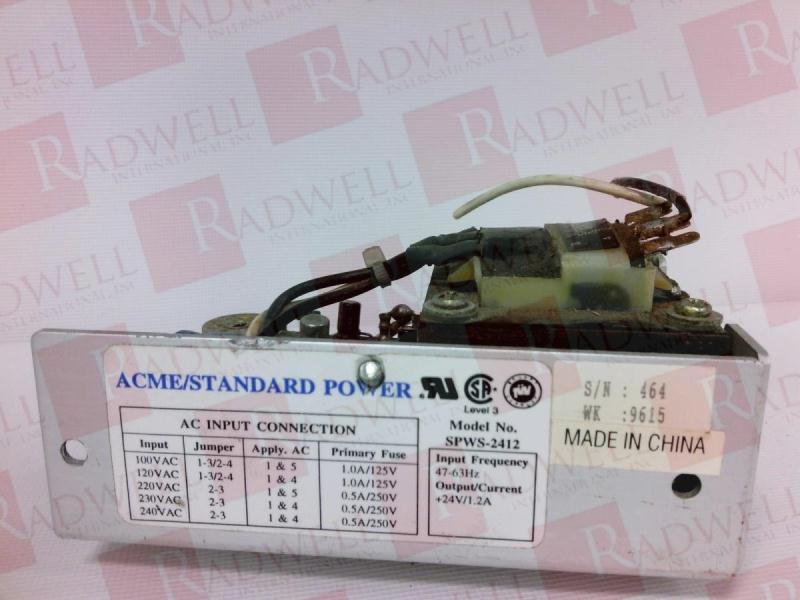 RADWELL
INTERNATIONAL, INC
ACME/STANDARD POWER
Level 3
AC INPUT CONNECTION
Input Jumper Apply. AC Primary Fuse
100VAC 1-3/2-4 1 & 5 1.0A/125V
120VAC 1-3/2-4 1 & 4 1.0A/125V
220VAC 2-3 1 & 5 0.5A/250V
230VAC 2-3 1 & 4 0.5A/250V
240VAC 2-3 1 & 4 0.5A/250V
Model No.
SPWS-2412
Input Frequency
47-63Hz
Output/Current
+24V/1.2A
S/N : 464
WK :9615
MADE IN CHINA